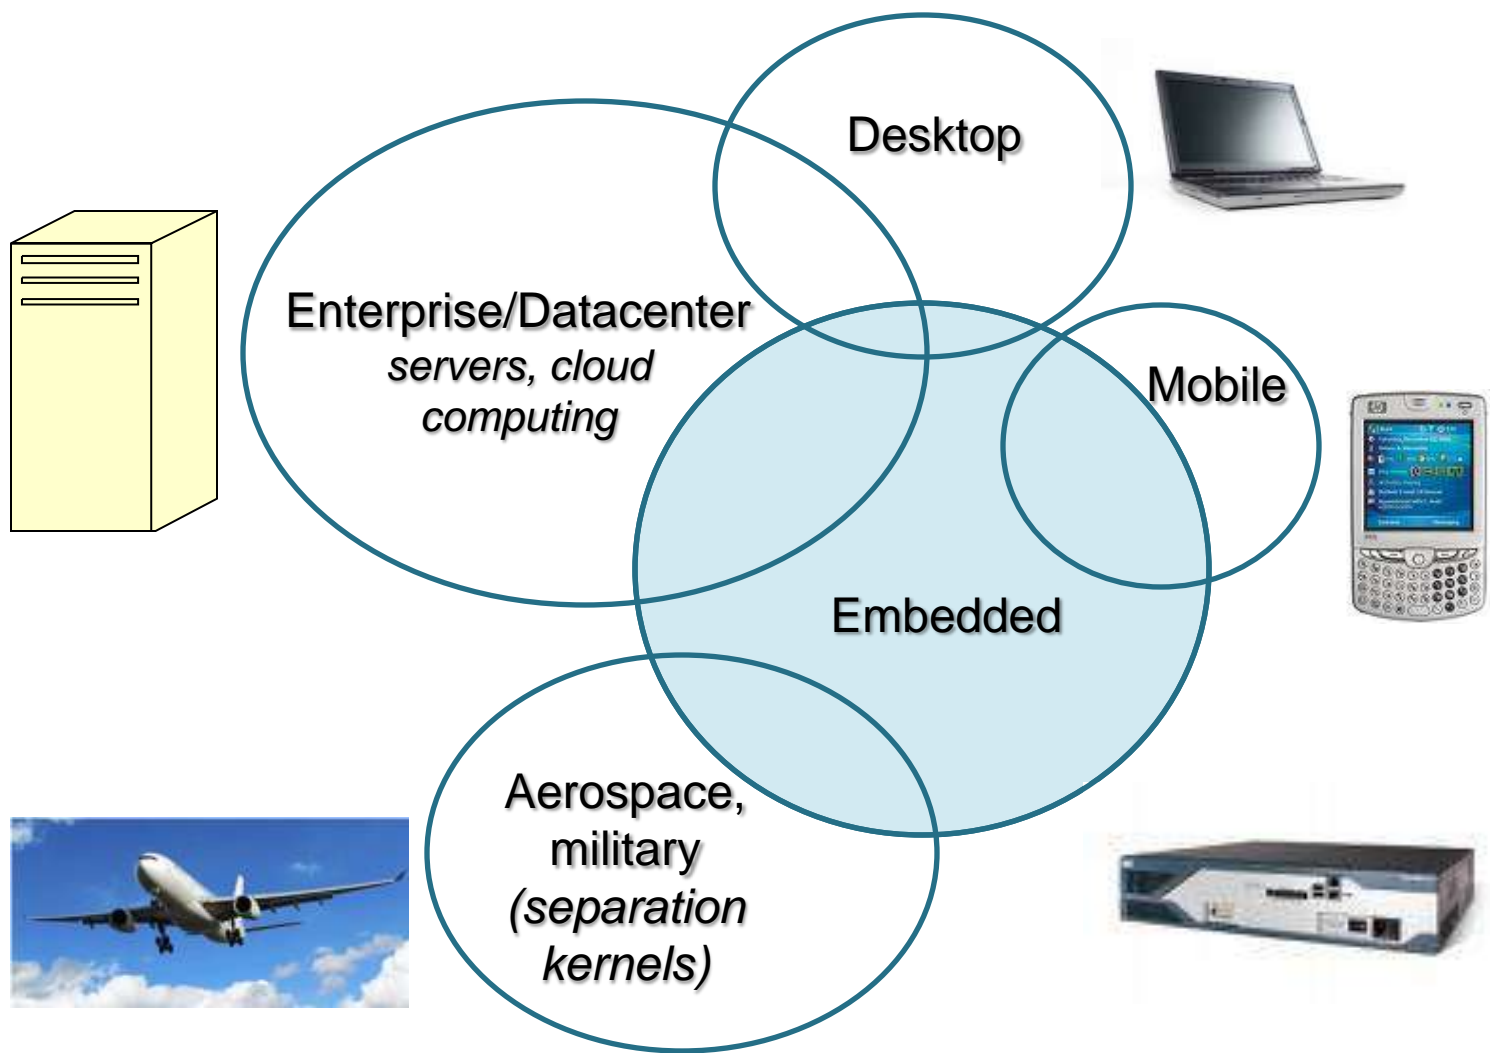 Desktop
Enterprise/Datacenter
servers, cloud
computing
Mobile
Embedded
Aerospace,
military
(separation
kernels)